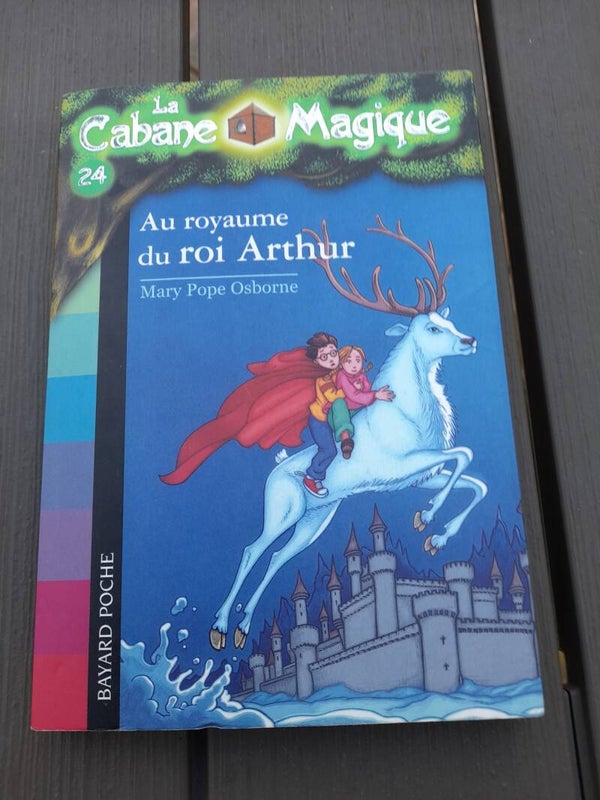 La
Cabane Magique
24
Au royaume
du roi Arthur
Mary Pope Osborne
BAYARD POCHE